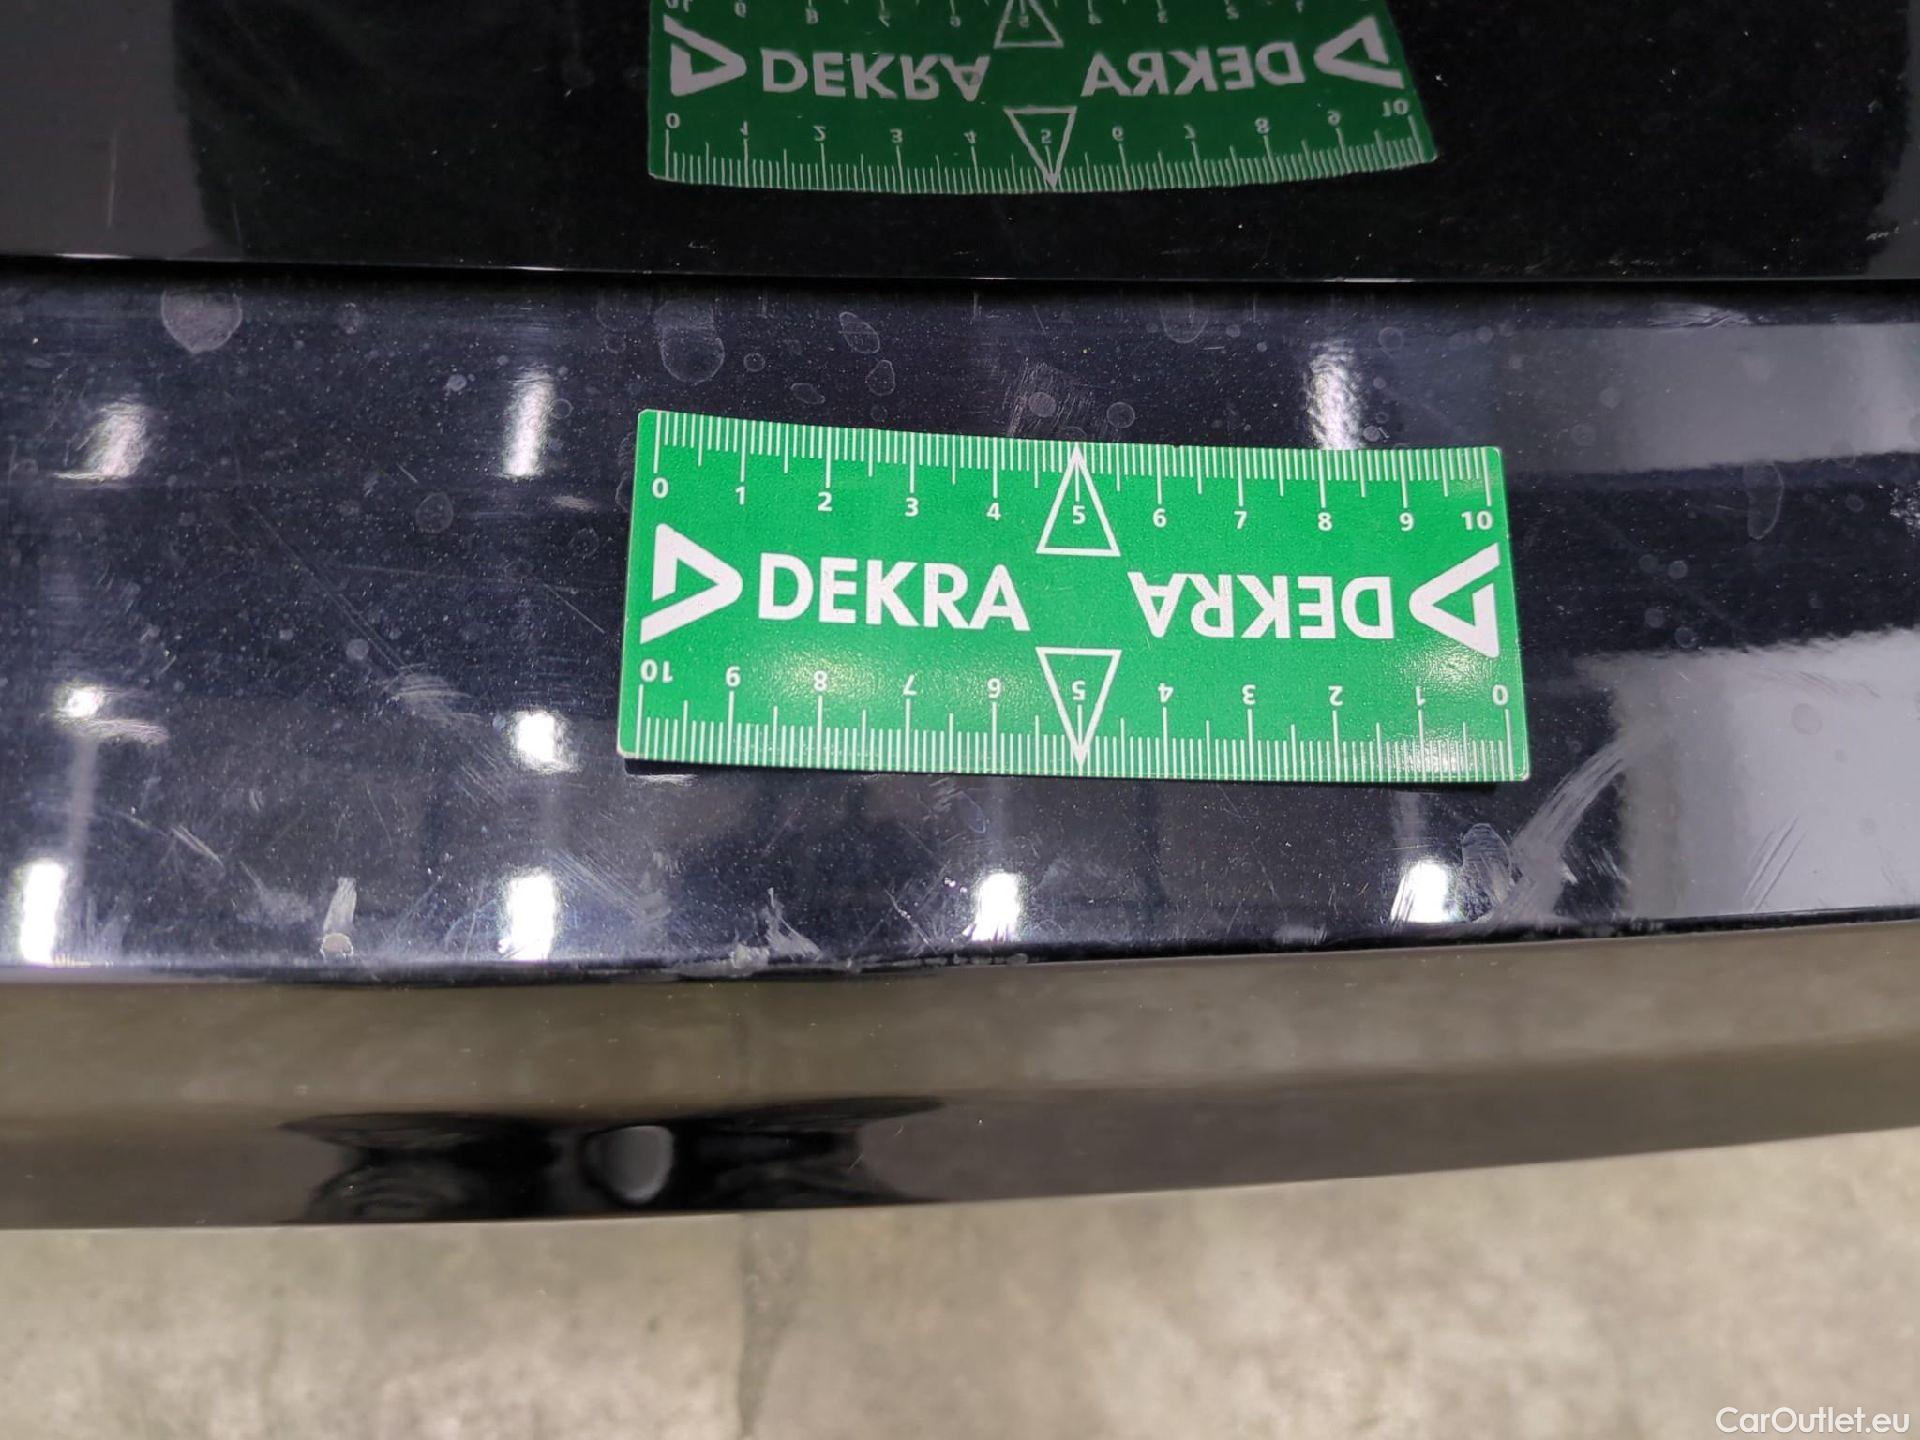 DEKRA DEKRA
0 1 2 3 4 5 6 7 8 9 10
DEKRA DEKRA
10 9 8 7 6 5 4 3 2 1 0
CarOutlet.eu